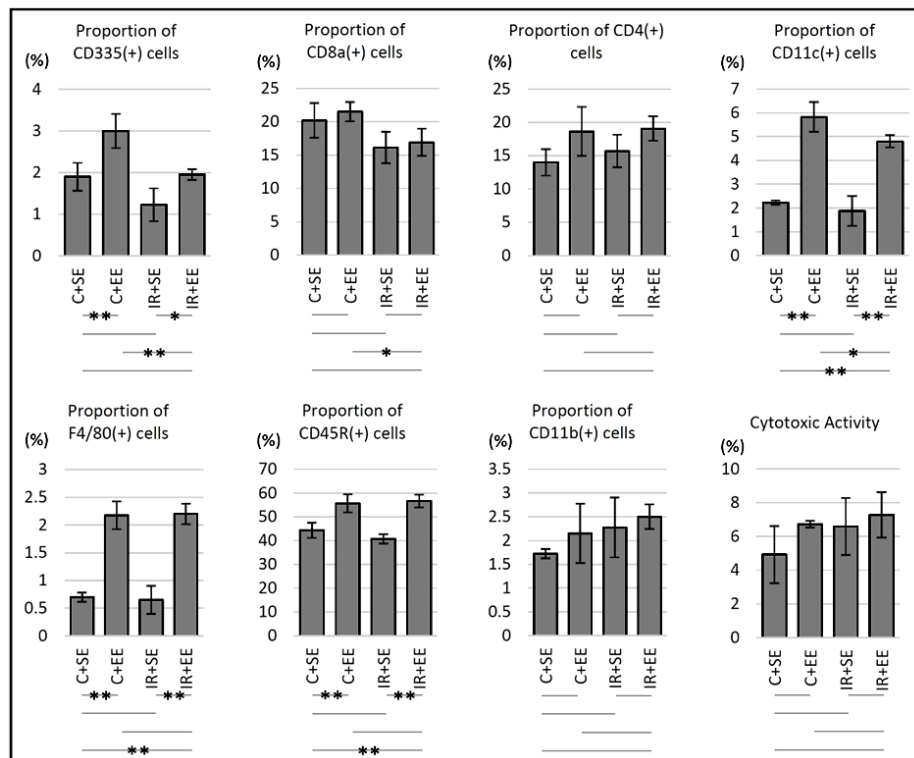 Proportion of
CD335(+) cells
(%)
4
3
2
1
0
C+SE
C+EE
IR+SE
IR+EE
** *
**
Proportion of
CD8a(+) cells
(%)
25
20
15
10
5
0
C+SE
C+EE
IR+SE
IR+EE
*
Proportion of CD4(+)
cells
(%)
25
20
15
10
5
0
C+SE
C+EE
IR+SE
IR+EE
Proportion of
CD11c(+) cells
(%)
7
6
5
4
3
2
1
0
C+SE
C+EE
IR+SE
IR+EE
** **
*
**
Proportion of
F4/80(+) cells
(%)
3
2.5
2
1.5
1
0.5
0
C+SE
C+EE
IR+SE
IR+EE
** **
**
Proportion of
CD45R(+) cells
(%)
70
60
50
40
30
20
10
0
C+SE
C+EE
IR+SE
IR+EE
** **
**
Proportion of
CD11b(+) cells
(%)
3.5
3
2.5
2
1.5
1
0.5
0
C+SE
C+EE
IR+SE
IR+EE
Cytotoxic Activity
(%)
10
8
6
4
2
0
C+SE
C+EE
IR+SE
IR+EE